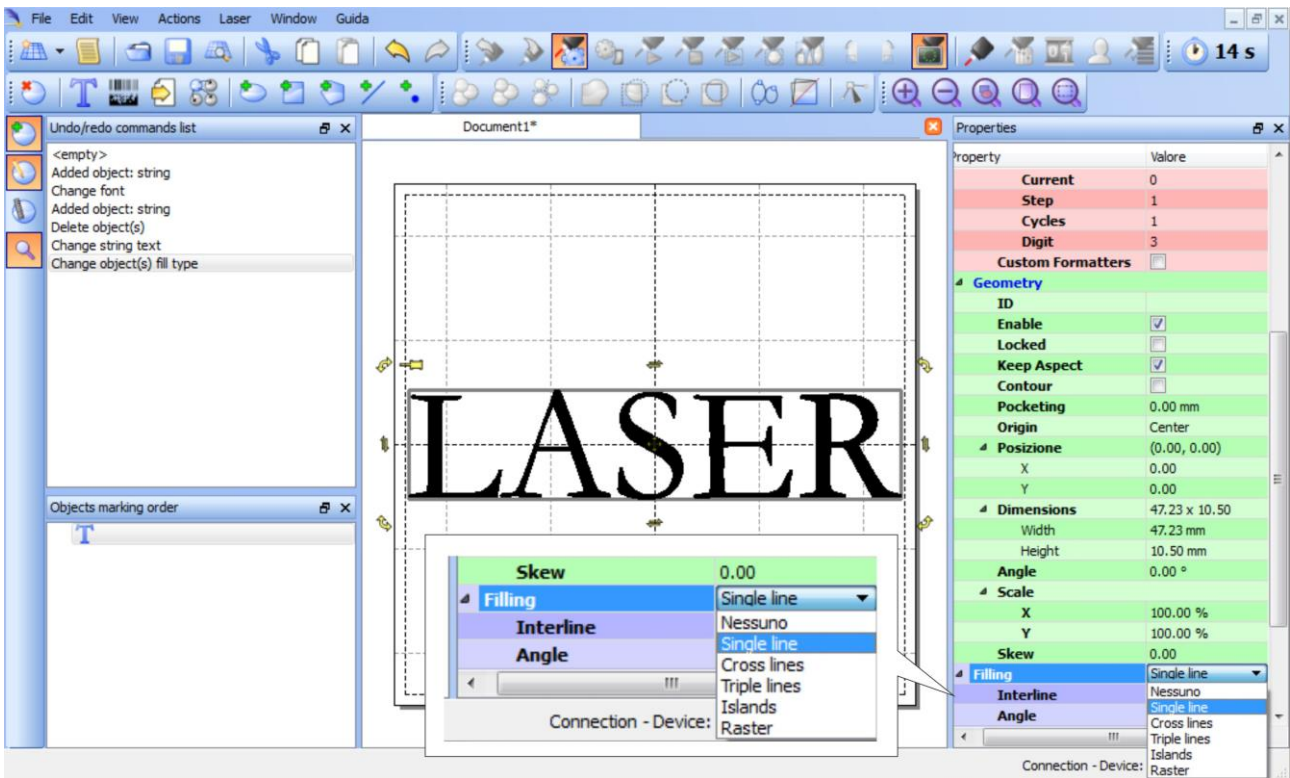 File Edit View Actions Laser Window Guida
14 s
Undo/redo commands list
<empty>
Added object: string
Change font
Added object: string
Delete object(s)
Change string text
Change object(s) fill type
Objects marking order
T
Document1*
LASER
Skew 0.00
Filling Single line
Interline
Angle
Nessuno
Single line
Cross lines
Triple lines
Islands
Raster
Connection - Device:
Properties
Property Valore
Current 0
Step 1
Cycles 1
Digit 3
Custom Formatters
Geometry
ID
Enable
Locked
Keep Aspect
Contour
Pocketing 0.00 mm
Origin Center
Posizione (0.00, 0.00)
X 0.00
Y 0.00
Dimensions 47.23 x 10.50
Width 47.23 mm
Height 10.50 mm
Angle 0.00 °
Scale
X 100.00 %
Y 100.00 %
Skew 0.00
Filling Single line
Interline
Angle
Nessuno
Single line
Cross lines
Triple lines
Islands
Raster
Connection - Device: